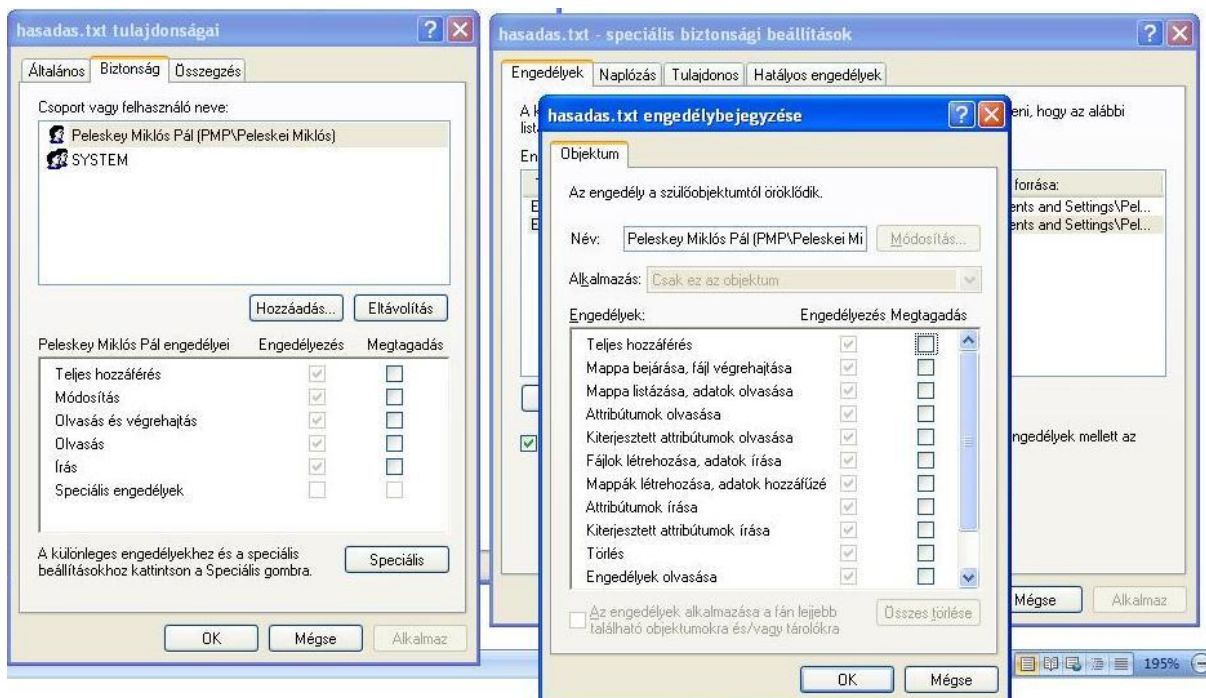 hasadas.txt tulajdonságai
Általános Biztonság Összegzés
Csoport vagy felhasználó neve:
Peleskey Miklós Pál (PMP\Peleskei Miklós)
SYSTEM
Hozzáadás... Eltávolítás
Peleskey Miklós Pál engedélyei Engedélyezés Megtagadás
Teljes hozzáférés
Módosítás
Olvasás és végrehajtás
Olvasás
Írás
Speciális engedélyek
A különleges engedélyekhez és a speciális
beállításokhoz kattintson a Speciális gombra.
Speciális
OK Mégse Alkalmaz
hasadas.txt - speciális biztonsági beállítások
Engedélyek Naplózás Tulajdonos Hatályos engedélyek
eni, hogy az alábbi
forrása:
ents and Settings\Pel...
ents and Settings\Pel...
ngedélyek mellett az
Mégse Alkalmaz
hasadas.txt engedélybejegyzése
Objektum
Az engedély a szülőobjektumtól öröklődik.
Név: Peleskey Miklós Pál (PMP\Peleskei Mi Módosítás...
Alkalmazás: Csak ez az objektum
Engedélyek: Engedélyezés Megtagadás
Teljes hozzáférés
Mappa bejárása, fájl végrehajtása
Mappa listázása, adatok olvasása
Attribútumok olvasása
Kiterjesztett attribútumok olvasása
Fájlok létrehozása, adatok írása
Mappák létrehozása, adatok hozzáfűzé
Attribútumok írása
Kiterjesztett attribútumok írása
Törlés
Engedélyek olvasása
Az engedélyek alkalmazása a fán lejjebb
található objektumokra és/vagy tárolókra
Összes törlése
OK Mégse
195%